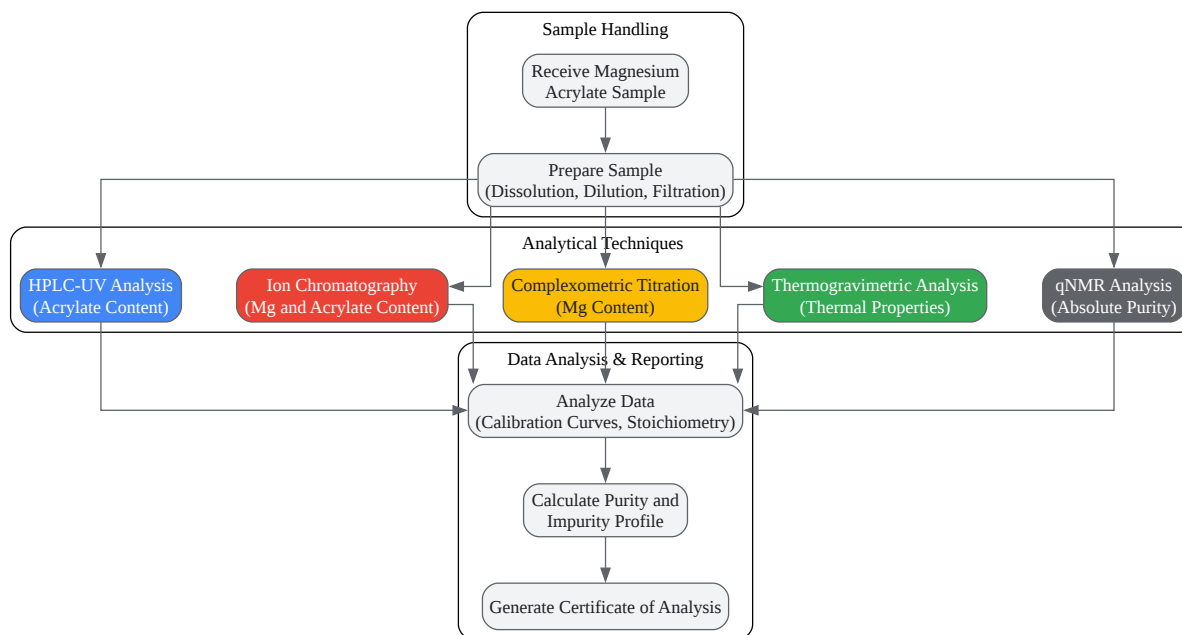 Sample Handling
Receive Magnesium
Acrylate Sample
Prepare Sample
(Dissolution, Dilution, Filtration)
Analytical Techniques
HPLC-UV Analysis
(Acrylate Content)
Ion Chromatography
(Mg and Acrylate Content)
Complexometric Titration
(Mg Content)
Thermogravimetric Analysis
(Thermal Properties)
qNMR Analysis
(Absolute Purity)
Data Analysis & Reporting
Analyze Data
(Calibration Curves, Stoichiometry)
Calculate Purity and
Impurity Profile
Generate Certificate of Analysis